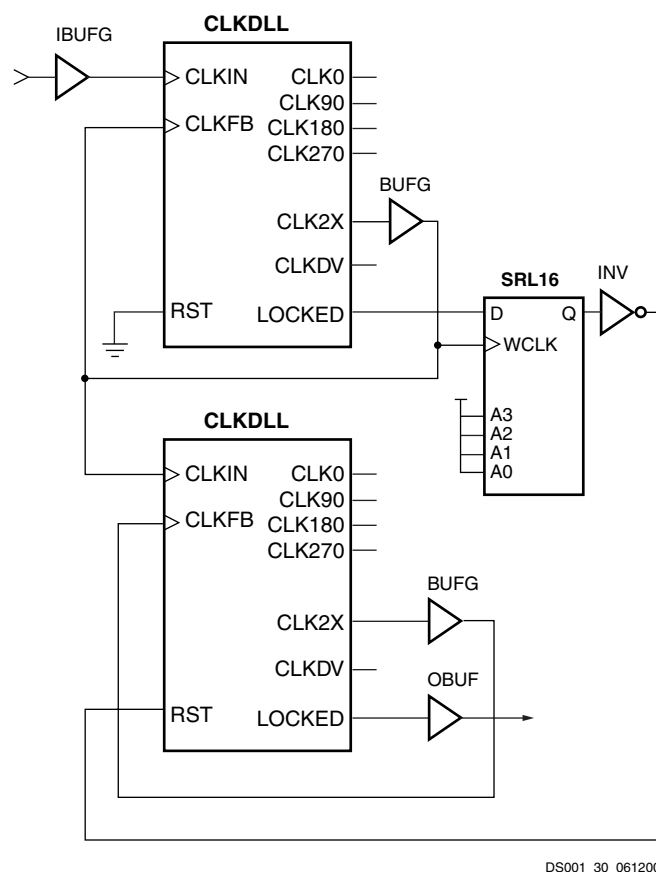 CLKDLL
IBUFG
CLKIN
CLKFB
CLK0
CLK90
CLK180
CLK270
BUFG
CLK2X
CLKDV
RST
LOCKED
SRL16
INV
D
Q
WCLK
A3
A2
A1
A0
CLKDLL
CLKIN
CLKFB
CLK0
CLK90
CLK180
CLK270
BUFG
CLK2X
CLKDV
OBUF
RST
LOCKED
DS001_30_061200